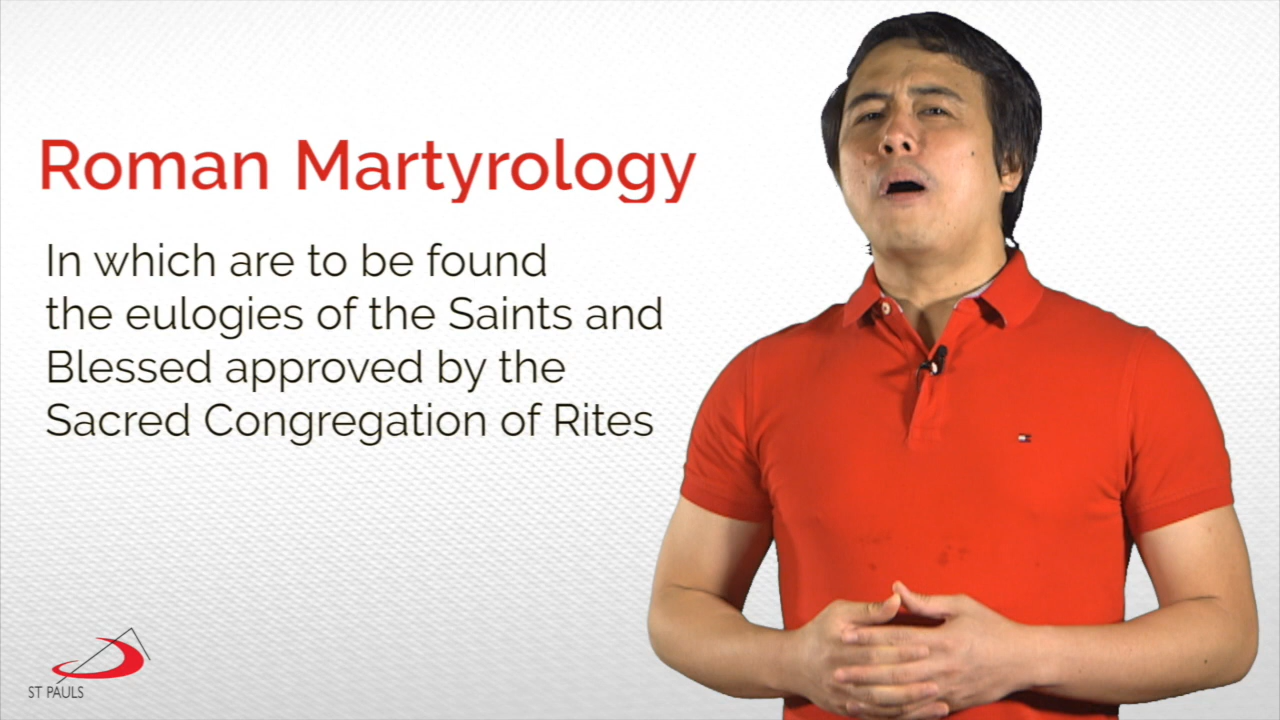 Roman Martyrology
In which are to be found
the eulogies of the Saints and
Blessed approved by the
Sacred Congregation of Rites
ST PAULS